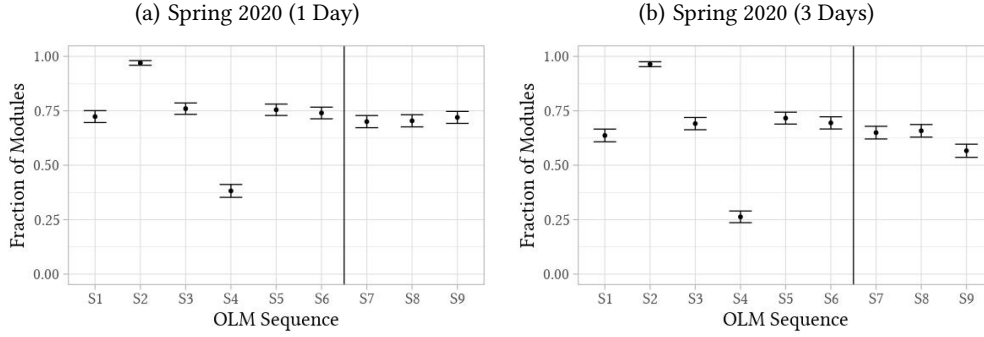 (a) Spring 2020 (1 Day)
1.00
0.75
0.50
0.25
0.00
Fraction of Modules
S1 S2 S3 S4 S5 S6 S7 S8 S9
OLM Sequence
(b) Spring 2020 (3 Days)
1.00
0.75
0.50
0.25
0.00
Fraction of Modules
S1 S2 S3 S4 S5 S6 S7 S8 S9
OLM Sequence